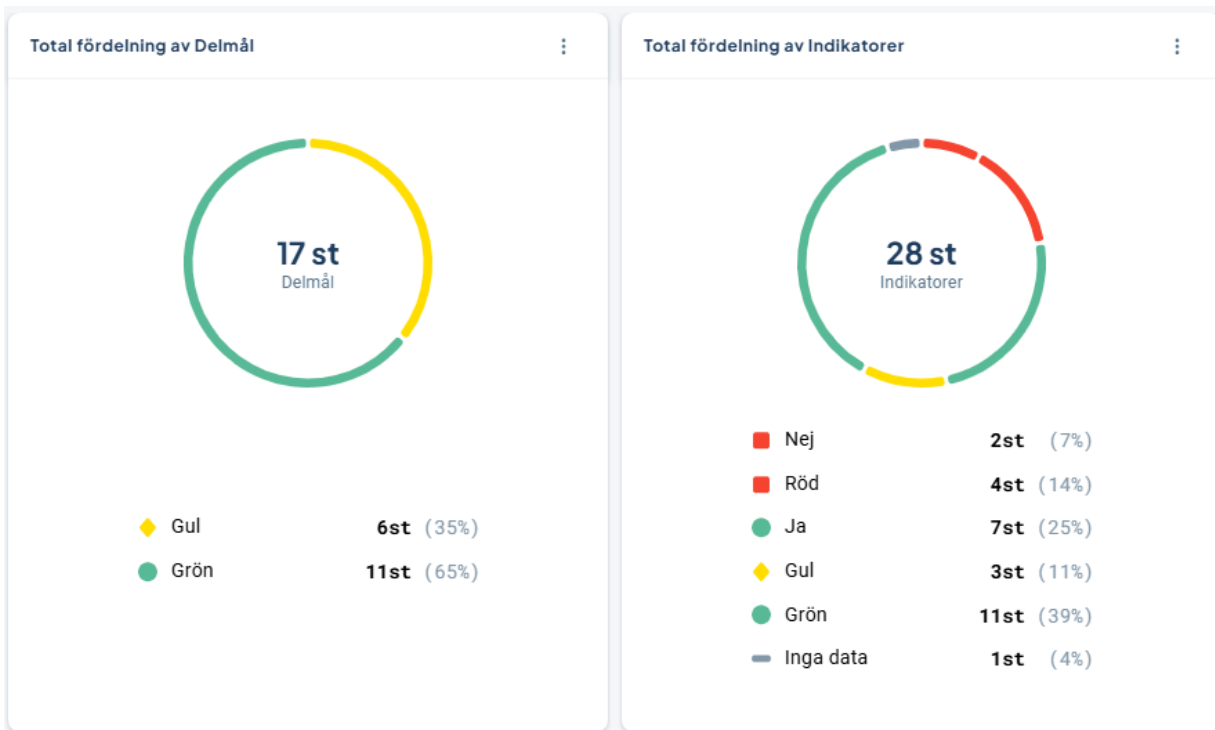 Total fördelning av Delmål
17 st
Delmål
Gul 6st (35%)
Grön 11st (65%)
Total fördelning av Indikatorer
28 st
Indikatorer
Nej 2st (7%)
Röd 4st (14%)
Ja 7st (25%)
Gul 3st (11%)
Grön 11st (39%)
Inga data 1st (4%)